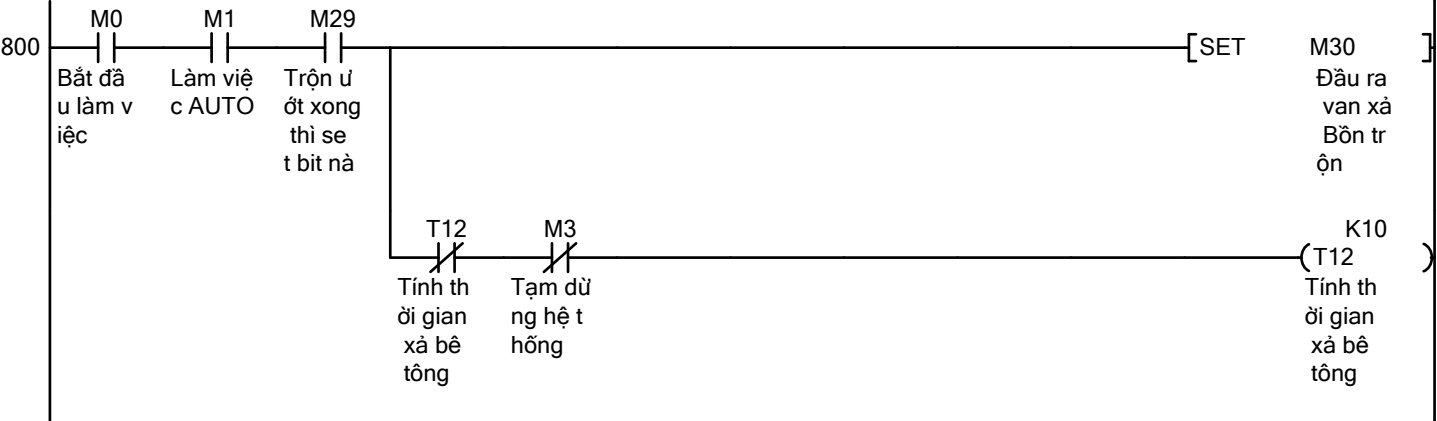 M0 M1 M29
800 SET M30
Bắt đầ Làm việ Trộn ư Đầu ra
u làm v c AUTO ớt xong van xả
iệc thì se Bồn tr
t bit nà ộn
T12 M3 K10
T12
Tính th Tạm dừ Tính th
ời gian ng hệ t ời gian
xả bê hống xả bê
tông tông